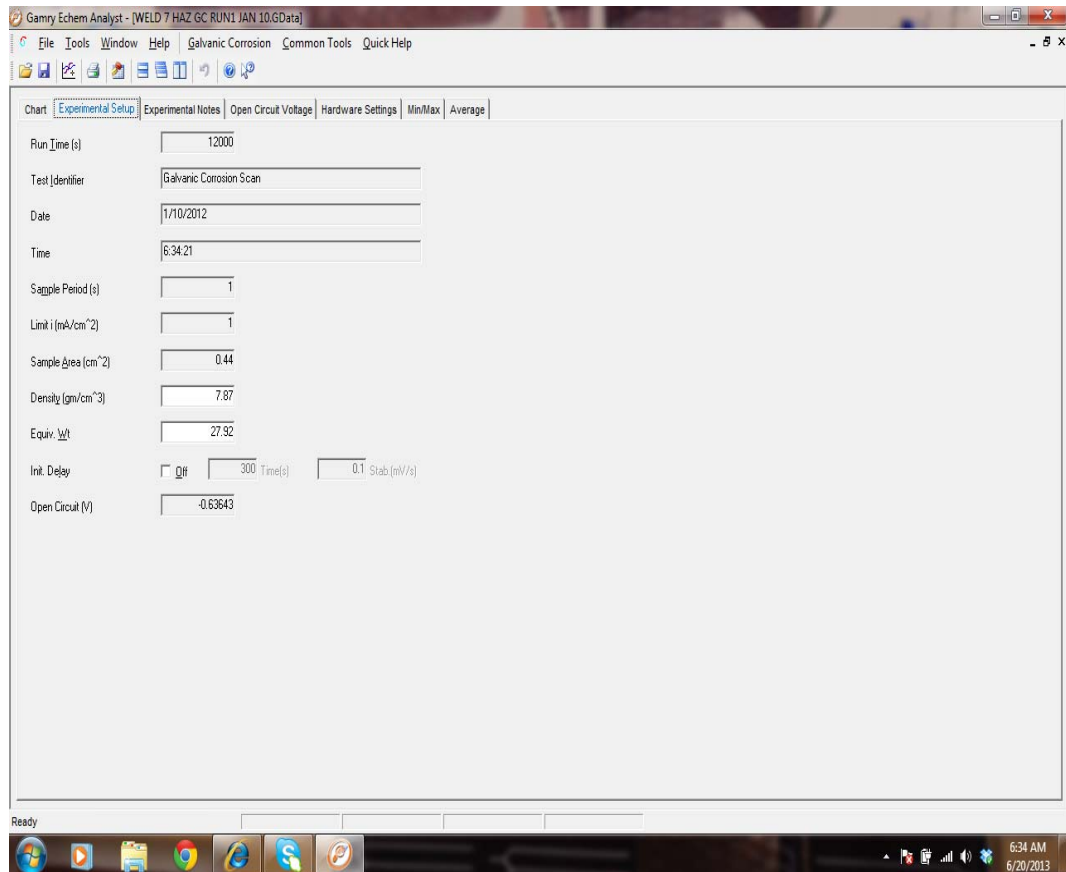 Gamry Echem Analyst - [WELD 7 HAZ GC RUN1 JAN 10.GData]
File Tools Window Help Galvanic Corrosion Common Tools Quick Help
Chart Experimental Setup Experimental Notes Open Circuit Voltage Hardware Settings Min/Max Average
Run Time (s) 12000
Test Identifier Galvanic Corrosion Scan
Date 1/10/2012
Time 6:34:21
Sample Period (s) 1
Limit i (mA/cm^2) 1
Sample Area (cm^2) 0.44
Density (gm/cm^3) 7.87
Equiv. Wt 27.92
Init. Delay Off 300 Time(s) 0.1 Stab.(mV/s)
Open Circuit (V) -0.63643
Ready
6:34 AM
6/20/2013